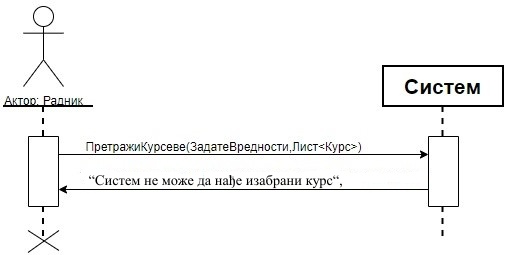 Актор: Радник
Систем
ПретражиКурсеве(ЗадатеВредности,Лист<Курс>)
“Систем не може да нађе изабрани курс“,